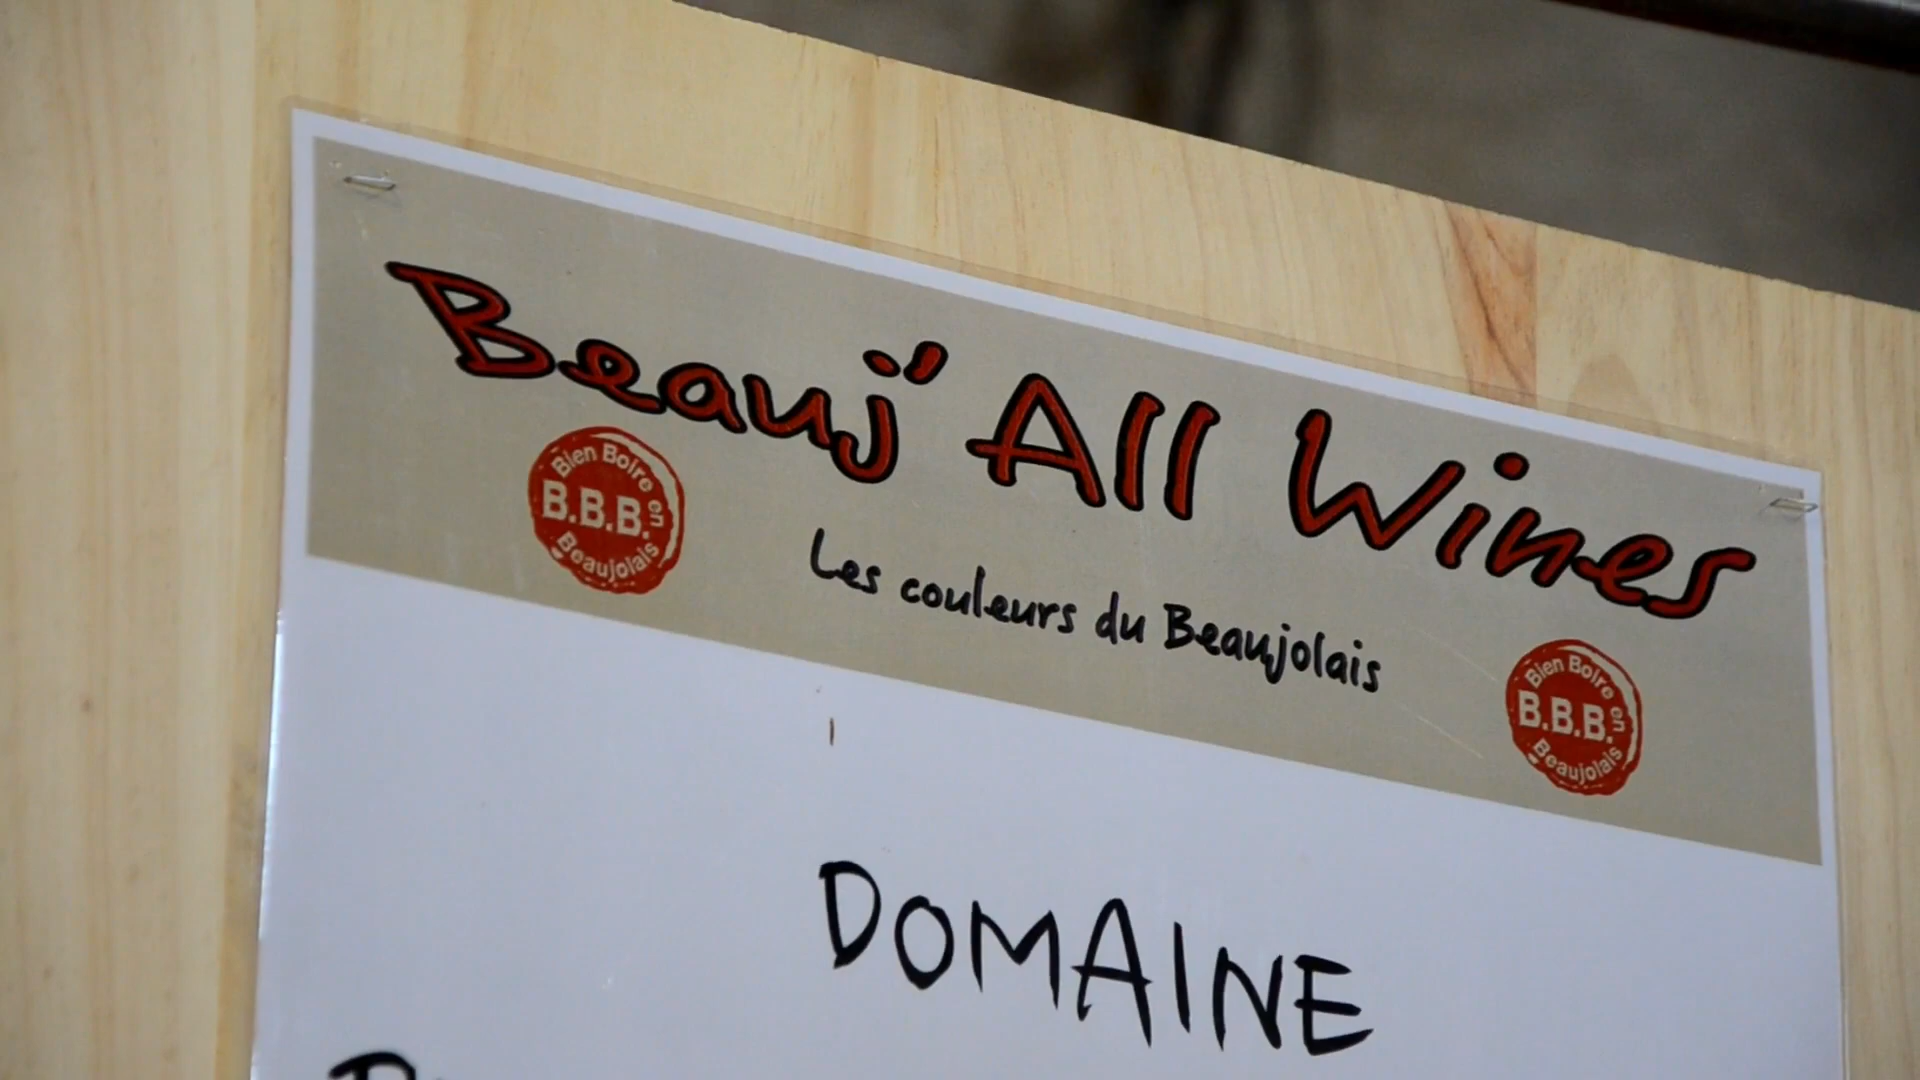 Beauj' All Wines
Bien Boire en
B.B.B.
Beaujolais
Les couleurs du Beaujolais
Bien Boire en
B.B.B.
Beaujolais
DOMAINE